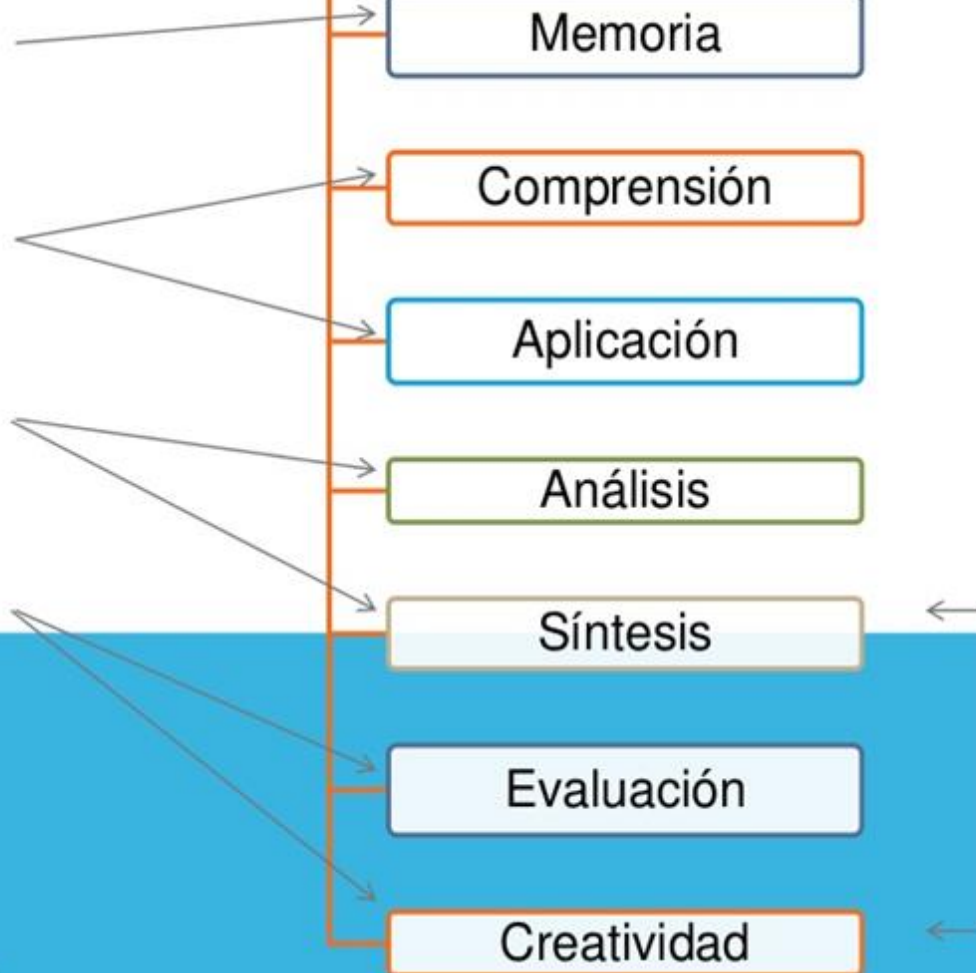 Memoria
Comprensión
Aplicación
Análisis
Síntesis
Evaluación
Creatividad